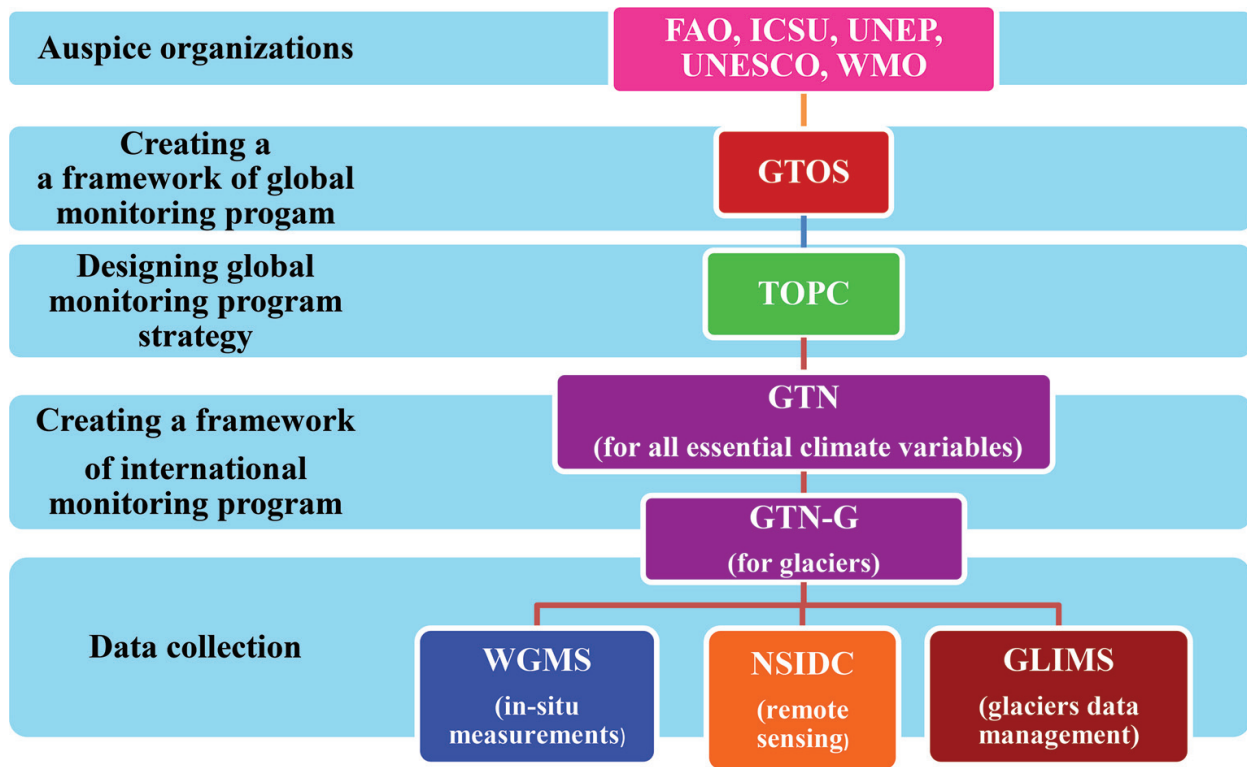 Auspice organizations
FAO, ICSU, UNEP,
UNESCO, WMO
Creating a
a framework of global
monitoring progam
GTOS
Designing global
monitoring program
strategy
TOPC
Creating a framework
of international
monitoring program
GTN
(for all essential climate variables)
GTN-G
(for glaciers)
Data collection
WGMS
(in-situ
measurements)
NSIDC
(remote
sensing)
GLIMS
(glaciers data
management)